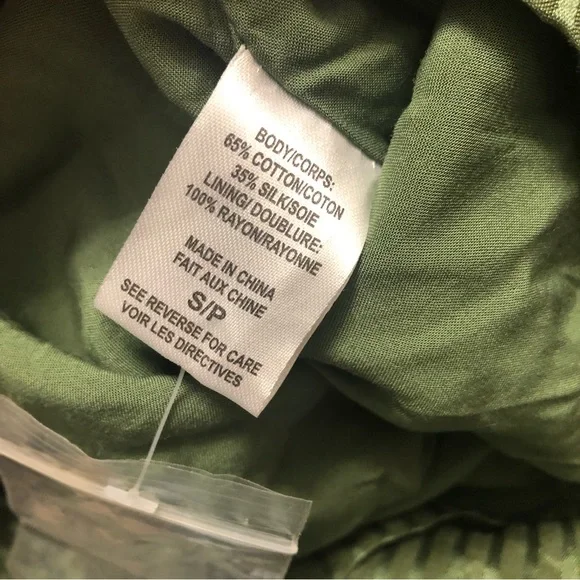 BODY/CORPS:
65% COTTON/COTON
35% SILK/SOIE
LINING/ DOUBLURE:
100% RAYON/RAYONNE
MADE IN CHINA
FAIT AUX CHINE
S/P
SEE REVERSE FOR CARE
VOIR LES DIRECTIVES